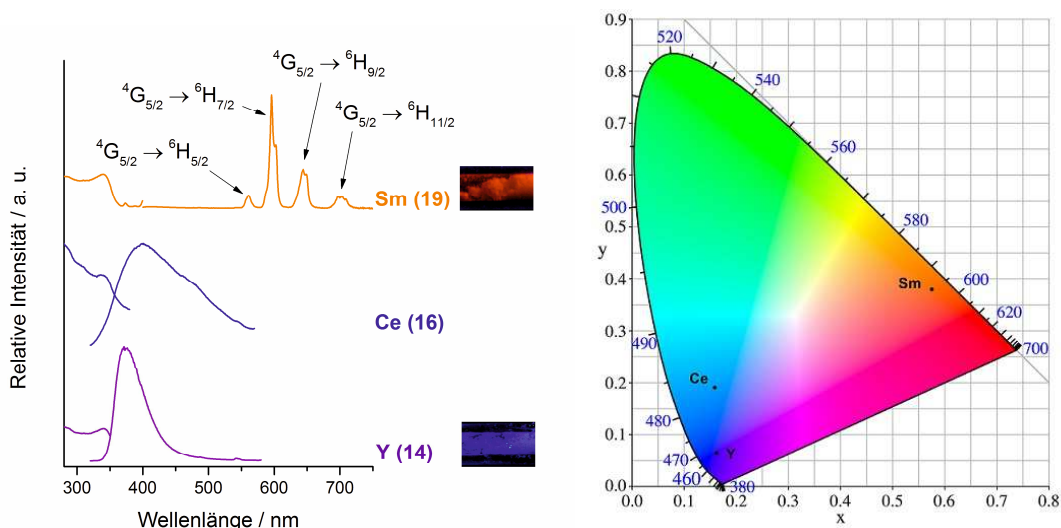 ⁴G₅/₂ → ⁶H₉/₂
⁴G₅/₂ → ⁶H₇/₂
⁴G₅/₂ → ⁶H₁₁/₂
⁴G₅/₂ → ⁶H₅/₂
Sm (19)
Ce (16)
Y (14)
Relative Intensität / a. u.
300 400 500 600 700
Wellenlänge / nm
0.9
0.8
0.7
0.6
0.5
y
0.4
0.3
0.2
0.1
0.0
0.0 0.1 0.2 0.3 0.4 0.5 0.6 0.7 0.8
x
520
540
560
500
580
Sm
600
620
490
700
Ce
480
Y
470
460
380